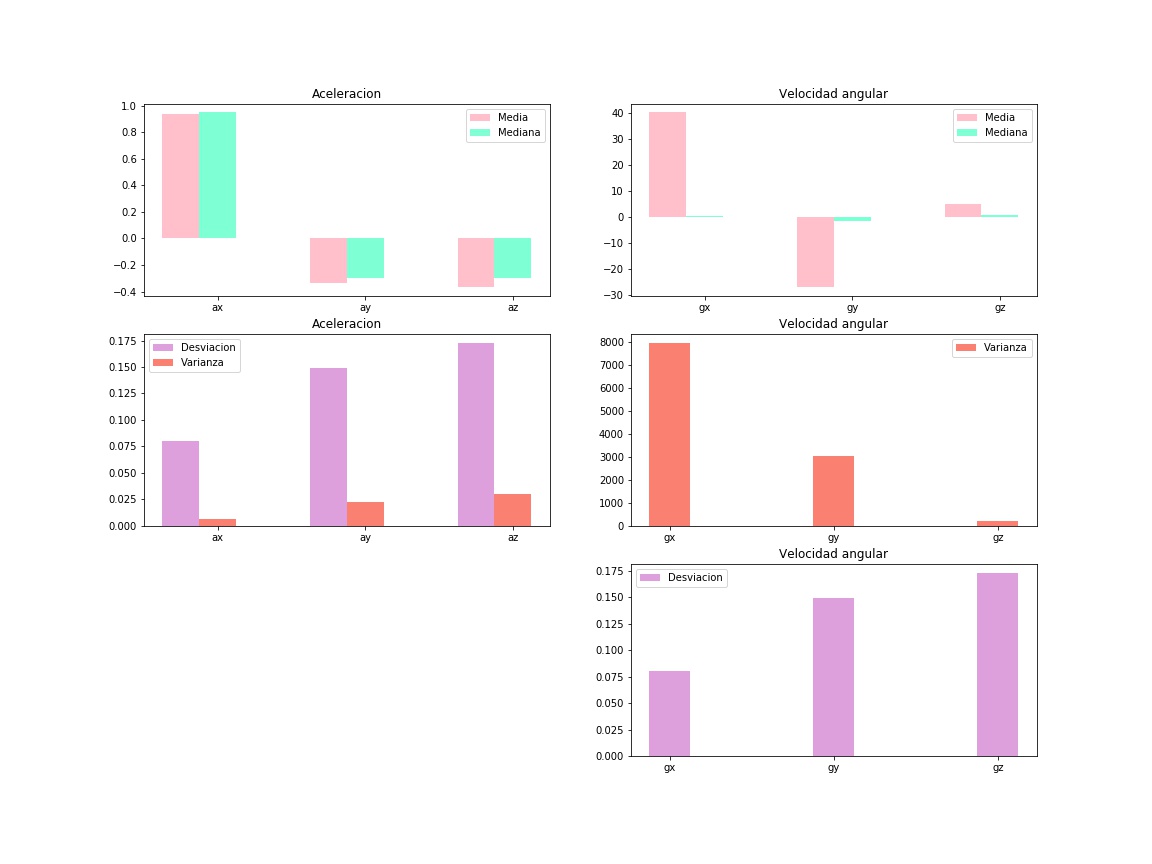 Aceleracion
1.0
0.8
0.6
0.4
0.2
0.0
−0.2
−0.4
Media
Mediana
ax ay az
Velocidad angular
40
30
20
10
0
−10
−20
−30
Media
Mediana
gx gy gz
Aceleracion
0.175
0.150
0.125
0.100
0.075
0.050
0.025
0.000
Desviacion
Varianza
ax ay az
Velocidad angular
8000
7000
6000
5000
4000
3000
2000
1000
0
Varianza
gx gy gz
Velocidad angular
0.175
0.150
0.125
0.100
0.075
0.050
0.025
0.000
Desviacion
gx gy gz